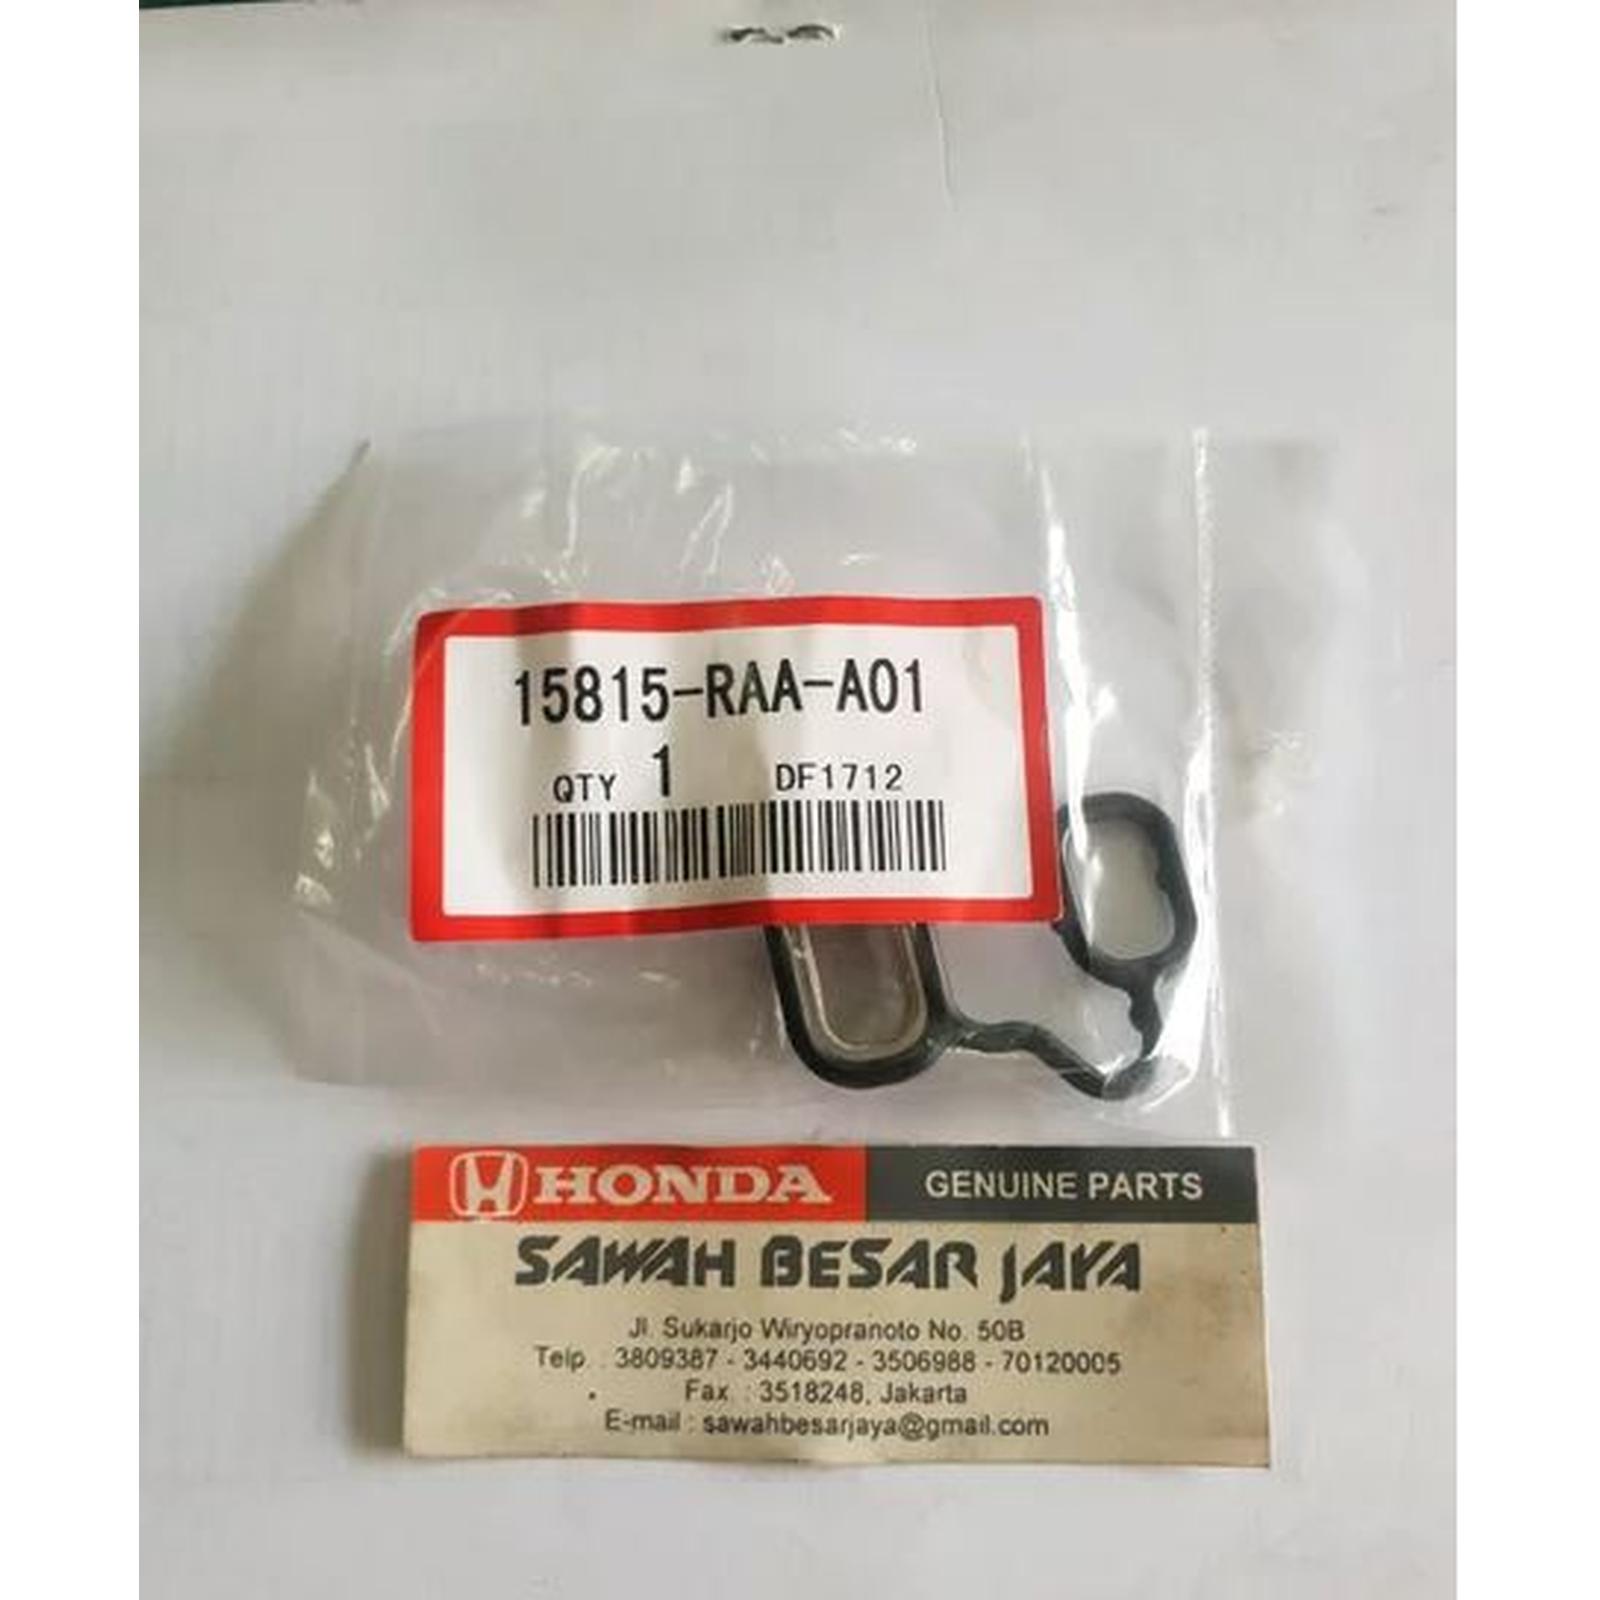 15815-RAA-A01
QTY 1 DF1712
HONDA GENUINE PARTS
SAWAH BESAR JAYA
Jl. Sukarjo Wiryopranoto No. 50B
Telp. : 3809387 - 3440692 - 3506988 - 70120005
Fax. : 3518248, Jakarta
E-mail : sawahbesarjaya@gmail.com